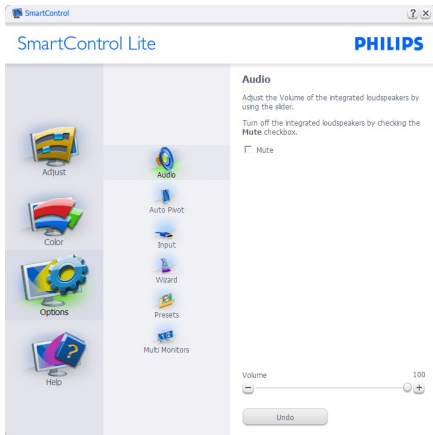 SmartControl
SmartControl Lite
PHILIPS
Adjust
Color
Options
Help
Audio
Auto Pivot
Input
Wizard
Presets
Multi Monitors
Audio
Adjust the Volume of the integrated loudspeakers by
using the slider.
Turn off the integrated loudspeakers by checking the
Mute checkbox.
Mute
Volume 100
Undo